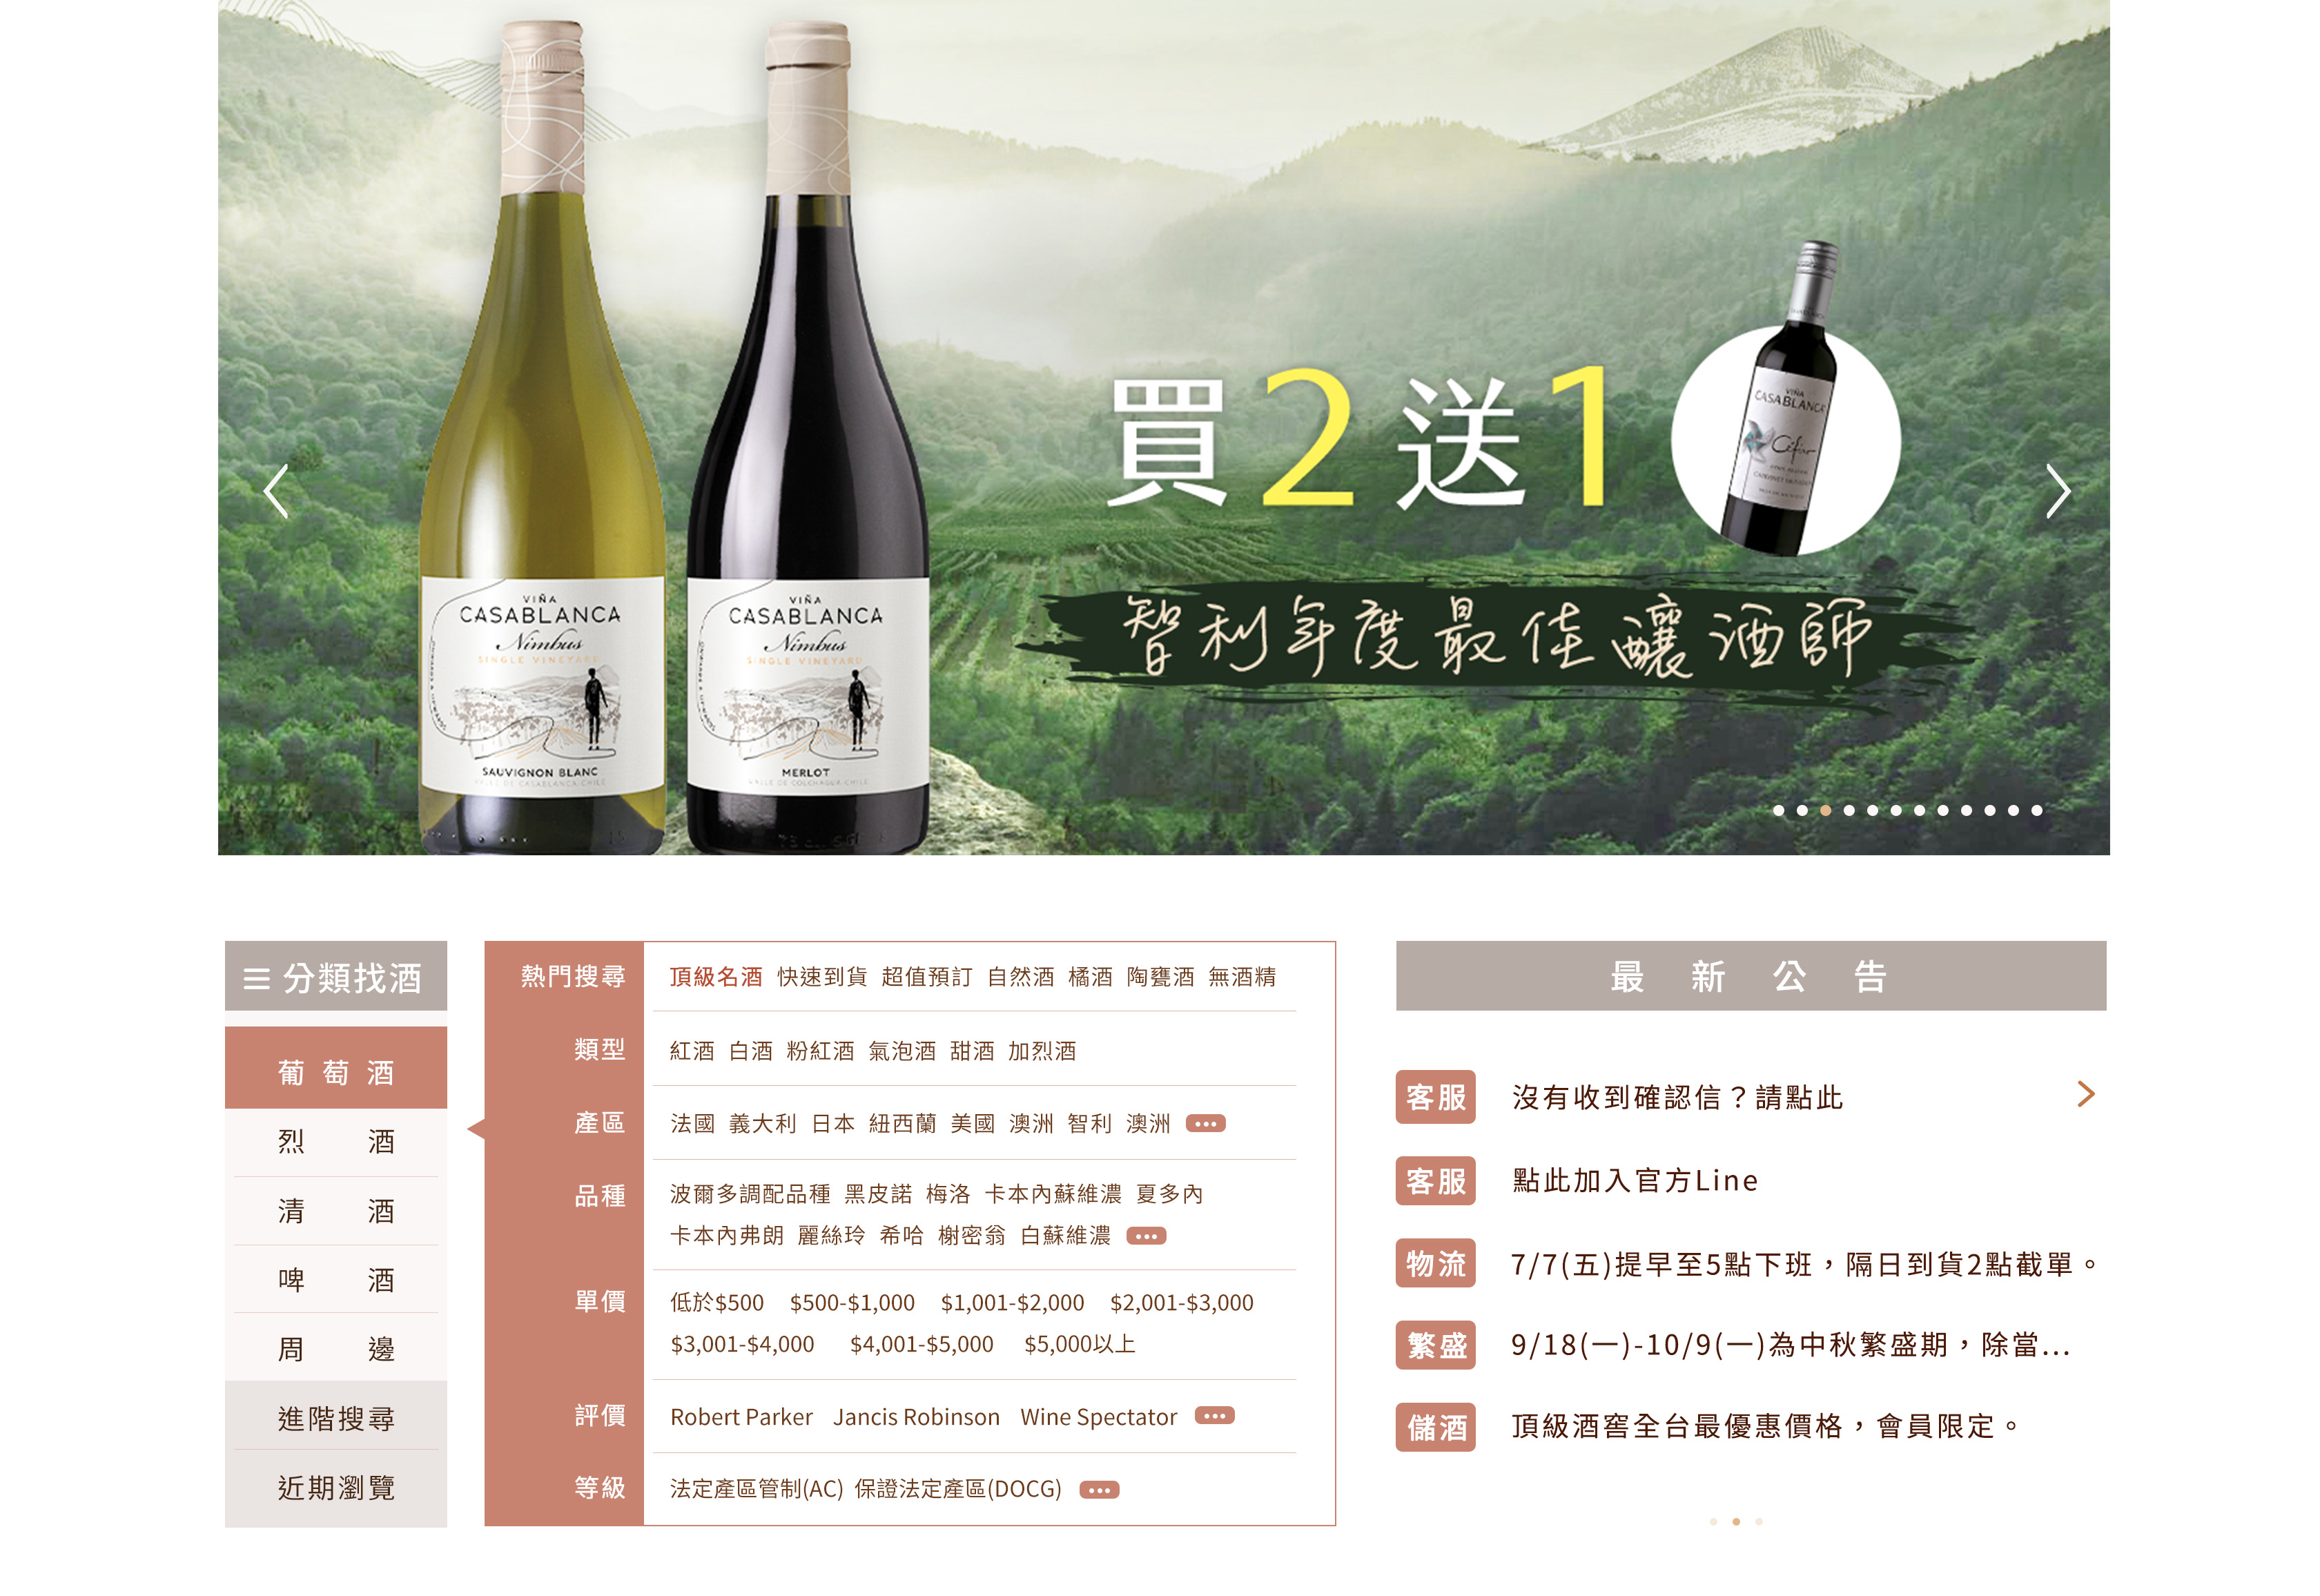 買2送1
智利年度最佳釀酒師
VIÑA
CASABLANCA
Nimbus
SINGLE VINEYARD
SAUVIGNON BLANC
VALLE DE CASABLANCA-CHILE
VIÑA
CASABLANCA
Nimbus
SINGLE VINEYARD
MERLOT
VALLE DE COLCHAGUA-CHILE
VIÑA
CASABLANCA
Céfiro
CABERNET SAUVIGNON
分類找酒
葡萄酒
烈酒
清酒
啤酒
周邊
進階搜尋
近期瀏覽
熱門搜尋 頂級名酒 快速到貨 超值預訂 自然酒 橘酒 陶甕酒 無酒精
類型 紅酒 白酒 粉紅酒 氣泡酒 甜酒 加烈酒
產區 法國 義大利 日本 紐西蘭 美國 澳洲 智利 澳洲
品種 波爾多調配品種 黑皮諾 梅洛 卡本內蘇維濃 夏多內
卡本內弗朗 麗絲玲 希哈 榭密翁 白蘇維濃
單價 低於$500 $500-$1,000 $1,001-$2,000 $2,001-$3,000
$3,001-$4,000 $4,001-$5,000 $5,000以上
評價 Robert Parker Jancis Robinson Wine Spectator
等級 法定產區管制(AC) 保證法定產區(DOCG)
最新公告
客服 沒有收到確認信？請點此
客服 點此加入官方Line
物流 7/7(五)提早至5點下班，隔日到貨2點截單。
繁盛 9/18(一)-10/9(一)為中秋繁盛期，除當...
儲酒 頂級酒窖全台最優惠價格，會員限定。